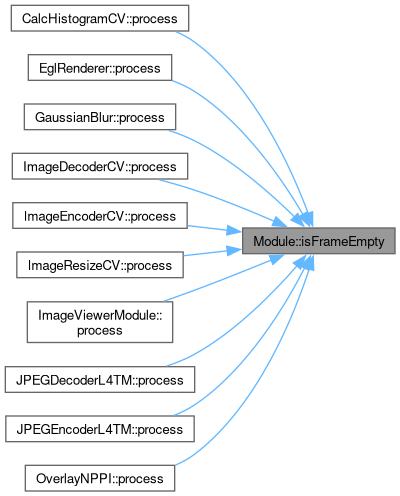 CalcHistogramCV::process
EglRenderer::process
GaussianBlur::process
ImageDecoderCV::process
ImageEncoderCV::process
Module::isFrameEmpty
ImageResizeCV::process
ImageViewerModule::
process
JPEGDecoderL4TM::process
JPEGEncoderL4TM::process
OverlayNPPI::process